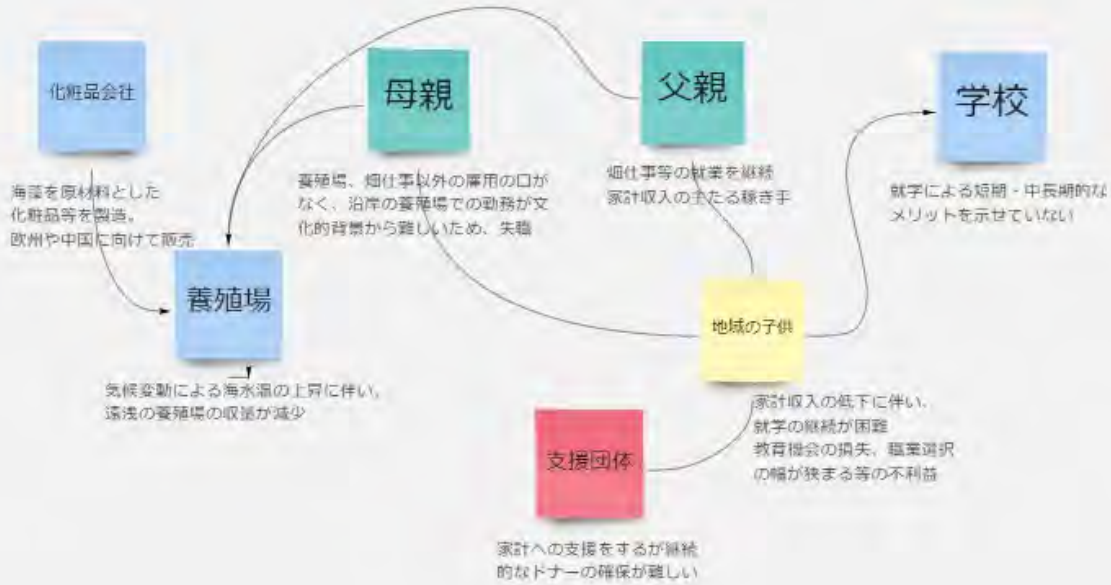 化粧品会社
海藻を原材料とした
化粧品等を製造。
欧州や中国に向けて販売
母親
養殖場、畑仕事以外の雇用の口が
なく、沿岸の養殖場での勤務が文
化的背景から難しいため、失職
父親
畑仕事等の就業を継続
家計収入の主たる稼ぎ手
学校
就学による短期・中長期的な
メリットを示せていない
養殖場
気候変動による海水温の上昇に伴い、
遠浅の養殖場の収量が減少
地域の子供
家計収入の低下に伴い、
就学の継続が困難
教育機会の損失、職業選択
の幅が狭まる等の不利益
支援団体
家計への支援をするが継続
的なドナーの確保が難しい